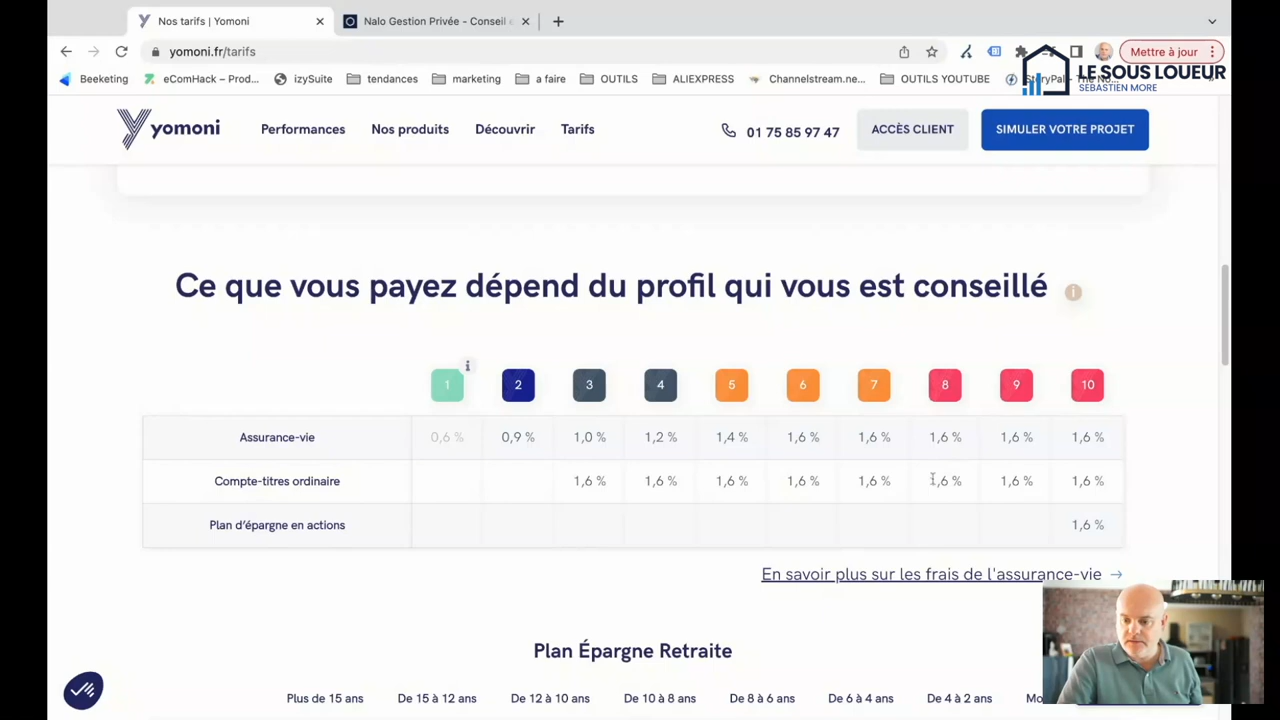 Nos tarifs | Yomoni
Nalo Gestion Privée - Conseil
yomoni.fr/tarifs
Mettre à jour
Beeketing
eComHack – Prod...
izySuite
tendances
marketing
a faire
OUTILS
ALIEXPRESS
Channelstream.ne...
OUTILS YOUTUBE
LE SOUS LOUEUR
SEBASTIEN MORE
yomoni
Performances
Nos produits
Découvrir
Tarifs
01 75 85 97 47
ACCÈS CLIENT
SIMULER VOTRE PROJET
Ce que vous payez dépend du profil qui vous est conseillé
1 2 3 4 5 6 7 8 9 10
Assurance-vie 0,6 % 0,9 % 1,0 % 1,2 % 1,4 % 1,6 % 1,6 % 1,6 % 1,6 % 1,6 %
Compte-titres ordinaire 1,6 % 1,6 % 1,6 % 1,6 % 1,6 % 1,6 % 1,6 % 1,6 %
Plan d'épargne en actions 1,6 %
En savoir plus sur les frais de l'assurance-vie →
Plan Épargne Retraite
Plus de 15 ans De 15 à 12 ans De 12 à 10 ans De 10 à 8 ans De 8 à 6 ans De 6 à 4 ans De 4 à 2 ans